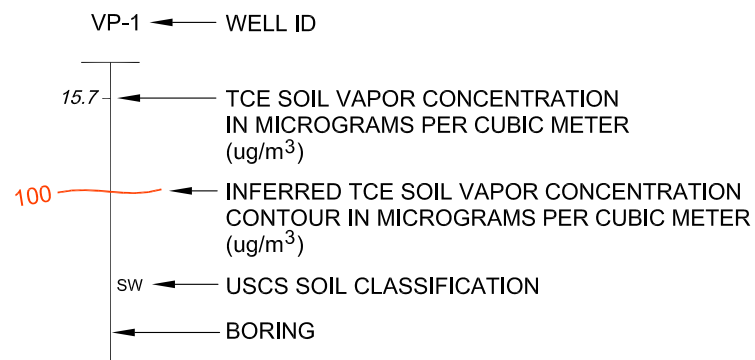 VP-1 WELL ID
15.7 TCE SOIL VAPOR CONCENTRATION
IN MICROGRAMS PER CUBIC METER
(ug/m³)
100 INFERRED TCE SOIL VAPOR CONCENTRATION
CONTOUR IN MICROGRAMS PER CUBIC METER
(ug/m³)
SW USCS SOIL CLASSIFICATION
BORING